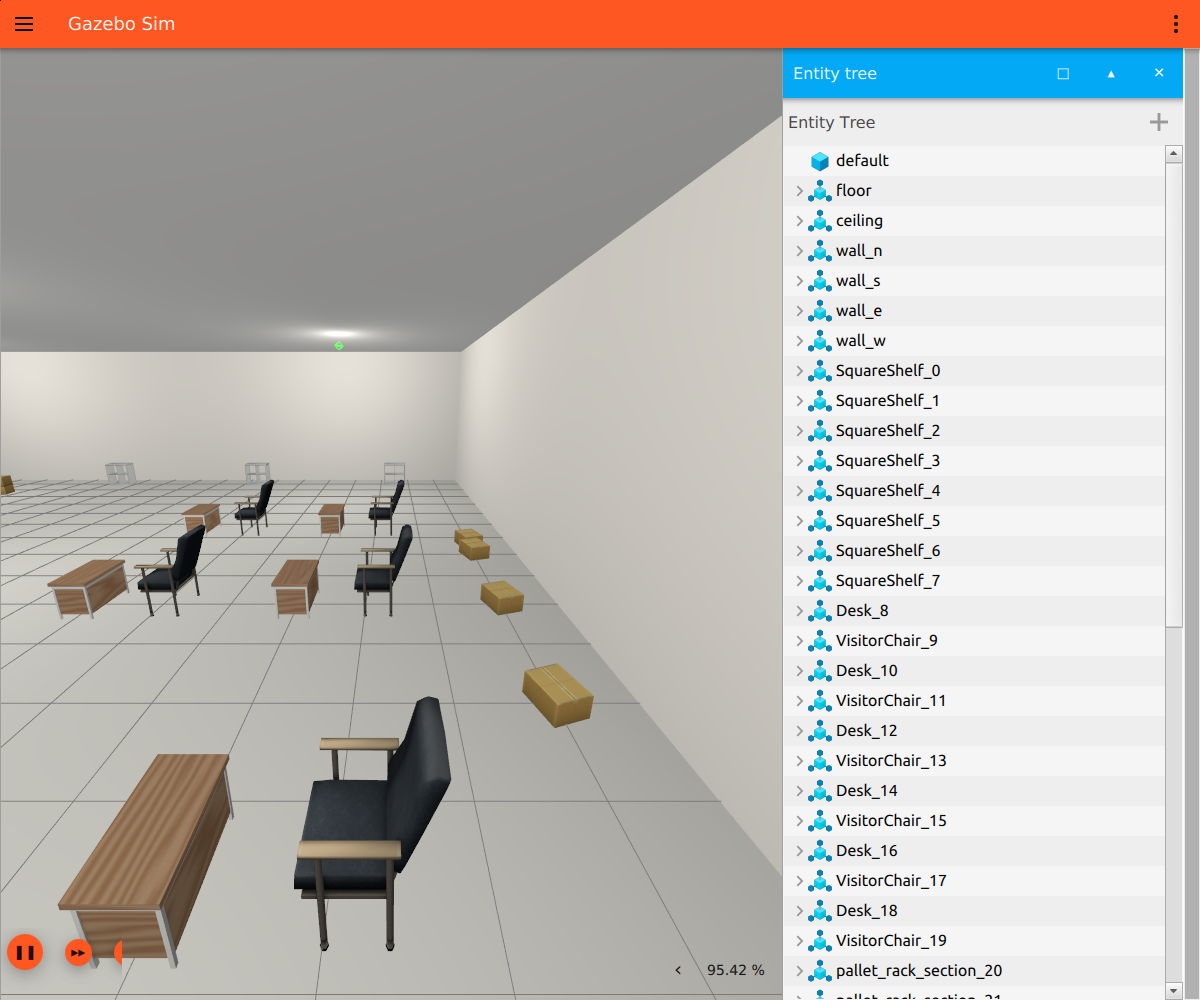 Gazebo Sim
Entity tree
Entity Tree
default
floor
ceiling
wall_n
wall_s
wall_e
wall_w
SquareShelf_0
SquareShelf_1
SquareShelf_2
SquareShelf_3
SquareShelf_4
SquareShelf_5
SquareShelf_6
SquareShelf_7
Desk_8
VisitorChair_9
Desk_10
VisitorChair_11
Desk_12
VisitorChair_13
Desk_14
VisitorChair_15
Desk_16
VisitorChair_17
Desk_18
VisitorChair_19
pallet_rack_section_20
pallet_rack_section_21
95.42 %